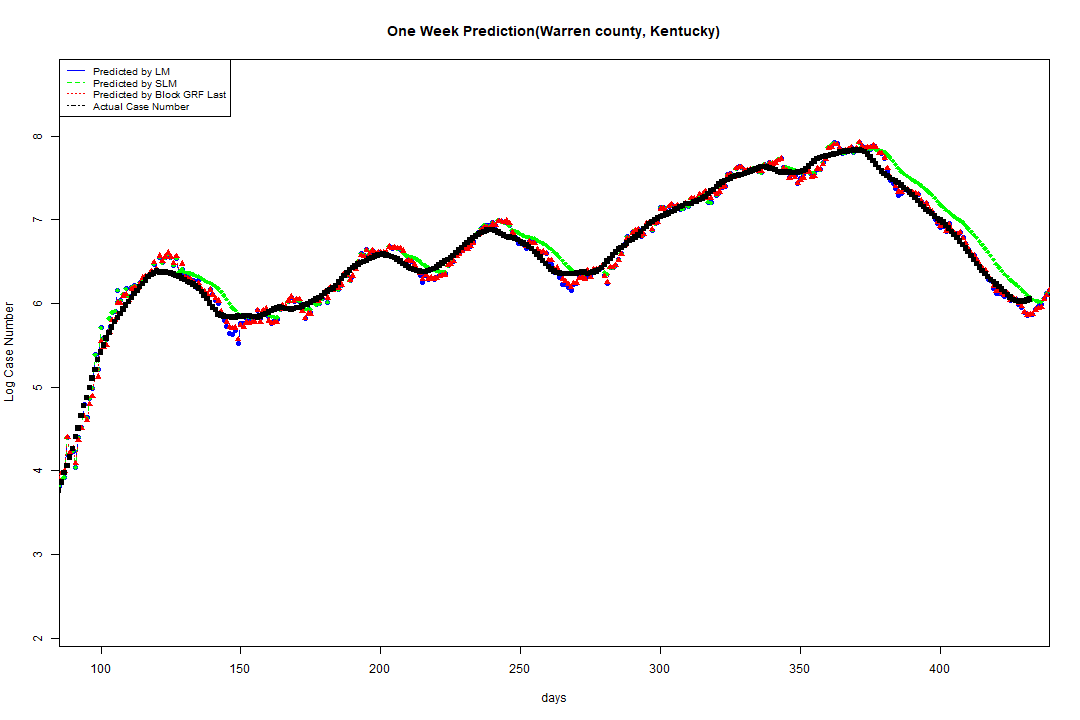 One Week Prediction(Warren county, Kentucky)
Predicted by LM
Predicted by SLM
Predicted by Block GRF Last
Actual Case Number
8
7
6
5
4
3
2
Log Case Number
100 150 200 250 300 350 400
days